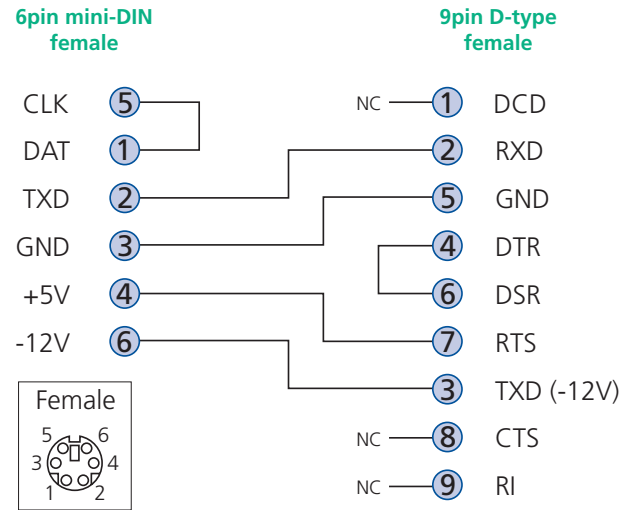 6pin mini-DIN
female
9pin D-type
female
CLK 5
DAT 1
TXD 2
GND 3
+5V 4
-12V 6
NC 1 DCD
2 RXD
5 GND
4 DTR
6 DSR
7 RTS
3 TXD (-12V)
NC 8 CTS
NC 9 RI
Female
5 6
3 4
1 2